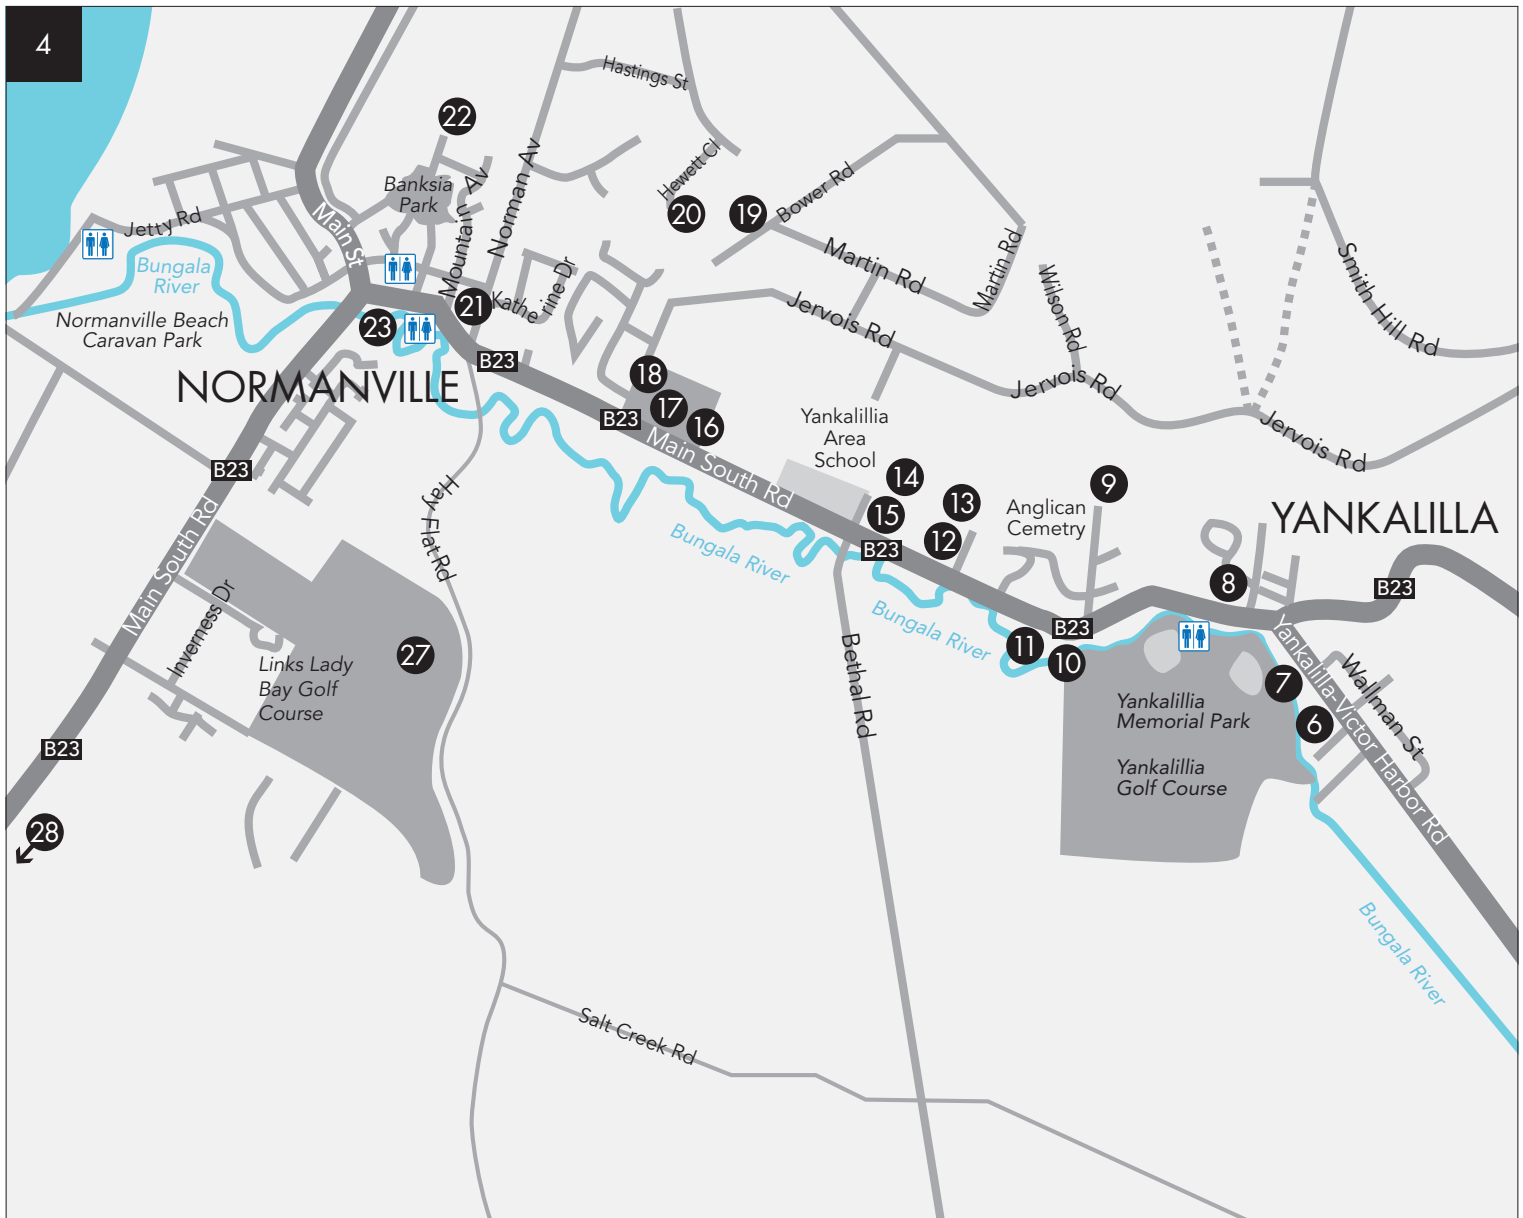 4
Hastings St
22
Hewett Cl
Bower Rd
Banksia
Park
Mountain Av
Norman Av
20
19
Jetty Rd
Main St
Martin Rd
Martin Rd
Smith Hill Rd
Bungala
River
Katherine Dr
Wilson Rd
21
Jervois Rd
Normanville Beach
Caravan Park
23
B23
NORMANVILLE
18
17
16
B23
Jervois Rd
Yankalillia
Area
School
Jervois Rd
Main South Rd
B23
Hay Flat Rd
14
15
13
12
9
Anglican
Cemetry
YANKALILLA
Bungala River
B23
Main South Rd
8
B23
Inverness Dr
Bungala River
11
B23
10
Links Lady
Bay Golf
Course
27
Bethal Rd
Yankalilla-Victor Harbor Rd
Wallman St
7
6
Yankalillia
Memorial Park
Yankalillia
Golf Course
B23
28
Bungala River
Salt Creek Rd